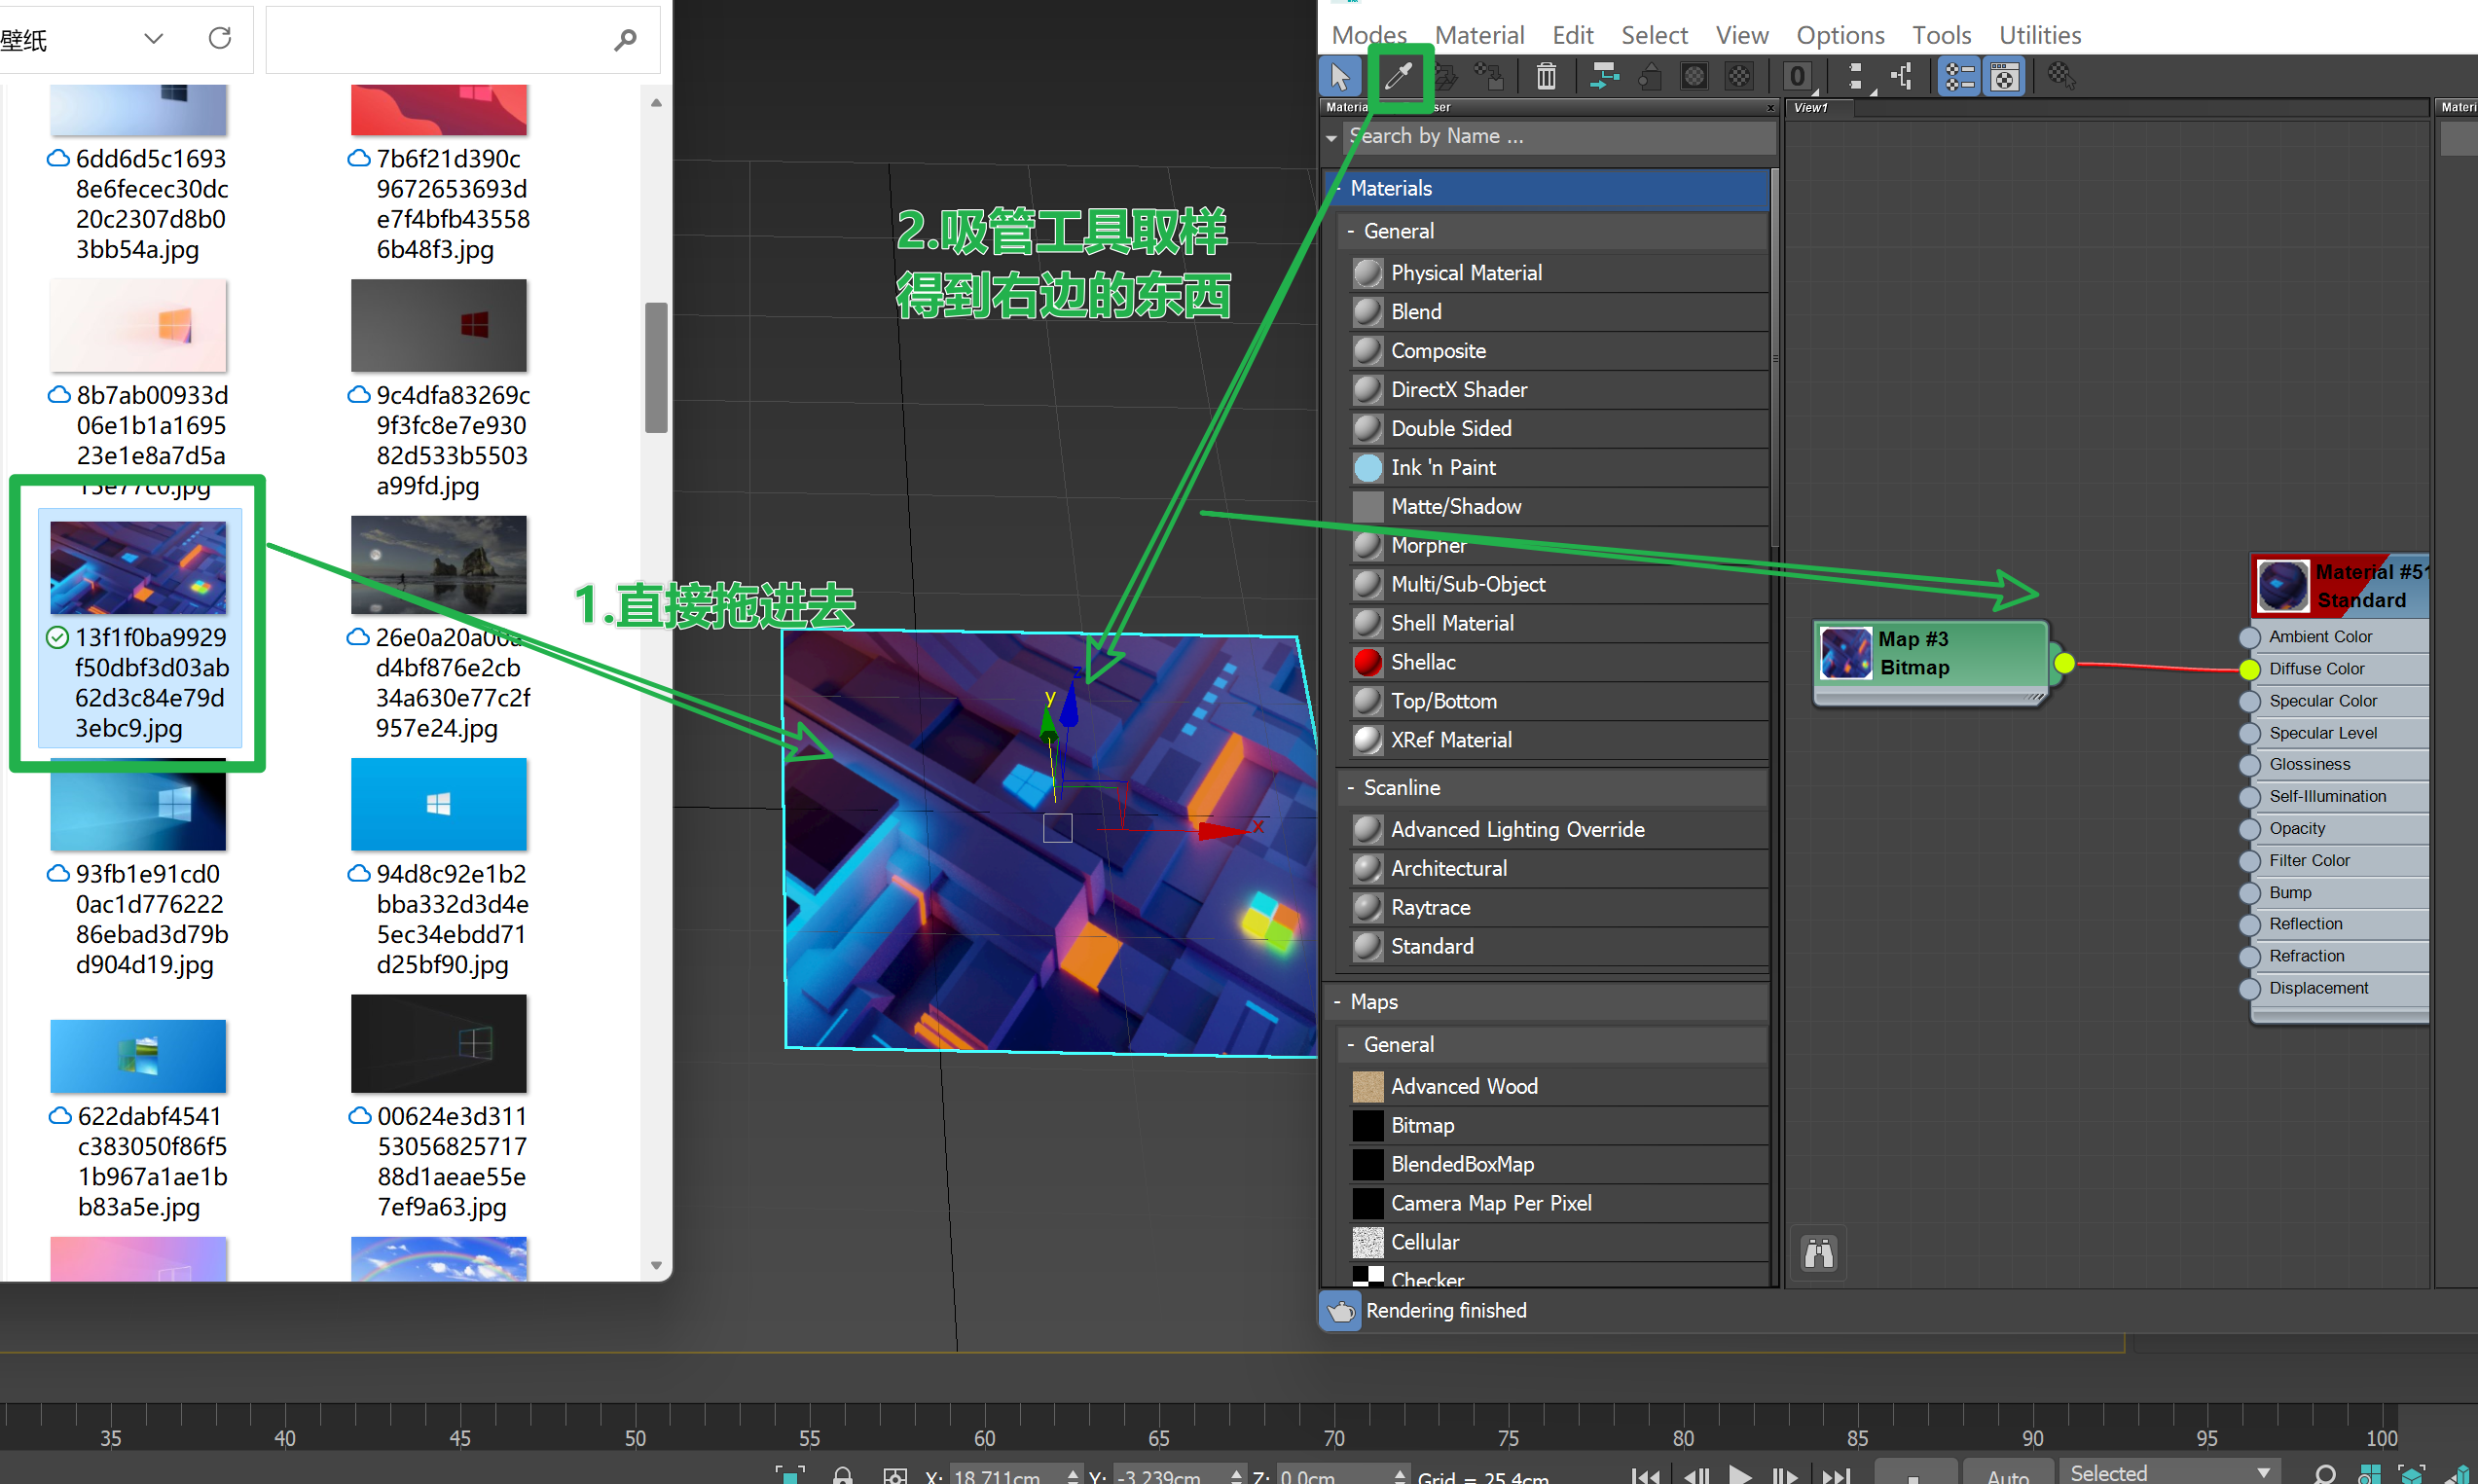 壁纸
6dd6d5c1693
8e6fecec30dc
20c2307d8b0
3bb54a.jpg
7b6f21d390c
9672653693d
e7f4bfb43558
6b48f3.jpg
8b7ab00933d
06e1b1a1695
23e1e8a7d5a
15e77c0.jpg
9c4dfa83269c
9f3fc8e7e930
82d533b5503
a99fd.jpg
13f1f0ba9929
f50dbf3d03ab
62d3c84e79d
3ebc9.jpg
d4bf876e2cb
34a630e77c2f
957e24.jpg
93fb1e91cd0
0ac1d776222
86ebad3d79b
d904d19.jpg
94d8c92e1b2
bba332d3d4e
5ec34ebdd71
d25bf90.jpg
622dabf4541
c383050f86f5
1b967a1ae1b
b83a5e.jpg
00624e3d311
53056825717
88d1aeae55e
7ef9a63.jpg
1.直接拖进去
2.吸管工具取样
得到右边的东西
z
y
x
Modes Material Edit Select View Options Tools Utilities
0
Search by Name ...
- Materials
- General
Physical Material
Blend
Composite
DirectX Shader
Double Sided
Ink 'n Paint
Matte/Shadow
Morpher
Multi/Sub-Object
Shell Material
Shellac
Top/Bottom
XRef Material
- Scanline
Advanced Lighting Override
Architectural
Raytrace
Standard
- Maps
- General
Advanced Wood
Bitmap
BlendedBoxMap
Camera Map Per Pixel
Cellular
Checker
Rendering finished
View1
Map #3
Bitmap
Material #51
Standard
Ambient Color
Diffuse Color
Specular Color
Specular Level
Glossiness
Self-Illumination
Opacity
Filter Color
Bump
Reflection
Refraction
Displacement
Materi
35 40 45 50 55 60 65 70 75 80 85 90 95 100
X: 18.711cm Y: -3.239cm Z: 0.0cm Grid = 25.4cm Auto Selected